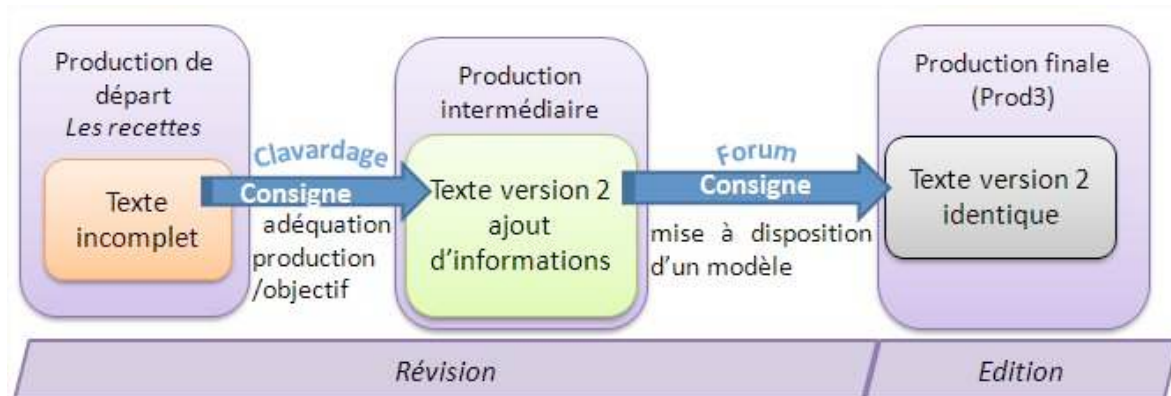 Production de
départ
Les recettes
Texte
incomplet
Clavardage
Consigne
adéquation
production
/objectif
Production
intermédiaire
Texte version 2
ajout
d'informations
Forum
Consigne
mise à disposition
d'un modèle
Production finale
(Prod3)
Texte version 2
identique
Révision
Edition